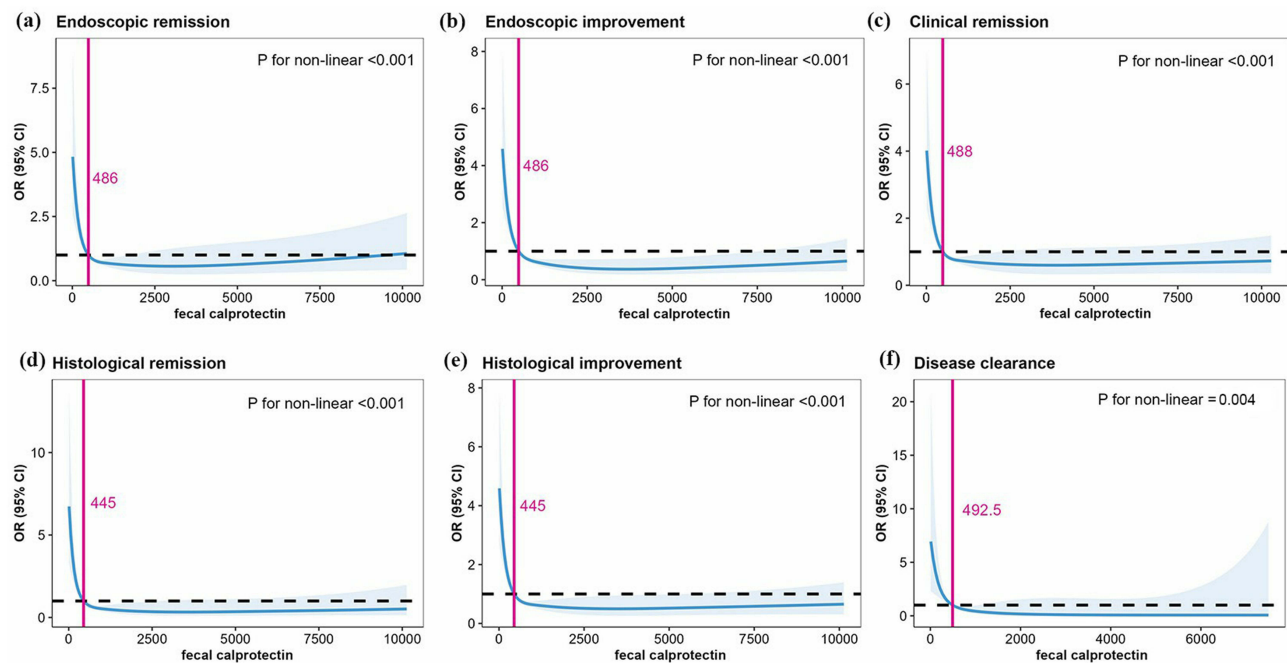 (a) Endoscopic remission
P for non-linear <0.001
OR (95% CI)
7.5
5.0
2.5
0.0
486
0 2500 5000 7500 10000
fecal calprotectin
(b) Endoscopic improvement
P for non-linear <0.001
OR (95% CI)
8
6
4
2
0
486
0 2500 5000 7500 10000
fecal calprotectin
(c) Clinical remission
P for non-linear <0.001
OR (95% CI)
6
4
2
0
488
0 2500 5000 7500 10000
fecal calprotectin
(d) Histological remission
P for non-linear <0.001
OR (95% CI)
10
5
0
445
0 2500 5000 7500 10000
fecal calprotectin
(e) Histological improvement
P for non-linear <0.001
OR (95% CI)
8
6
4
2
0
445
0 2500 5000 7500 10000
fecal calprotectin
(f) Disease clearance
P for non-linear = 0.004
OR (95% CI)
20
15
10
5
0
492.5
0 2000 4000 6000
fecal calprotectin